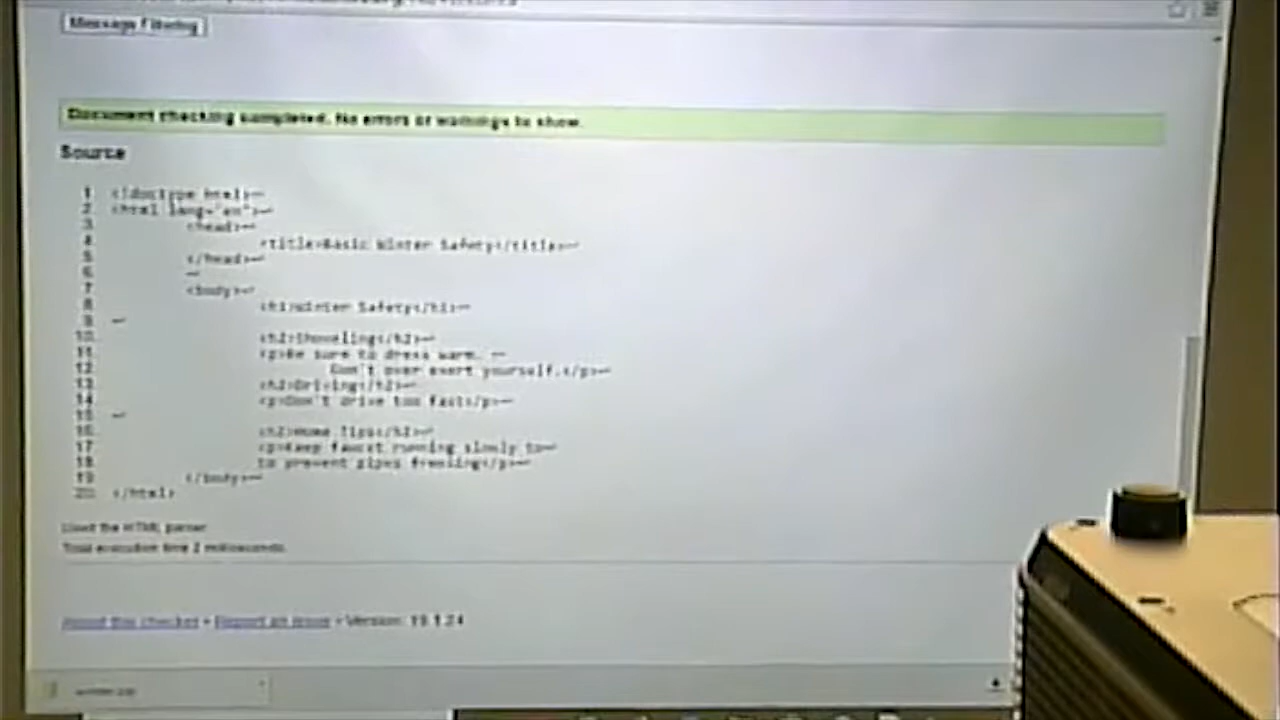 Message Filtering
Document checking completed. No errors or warnings to show.
Source
1 <!doctype html>↩
2 <html lang="en">↩
3 <head>↩
4 <title>Basic Winter Safety</title>↩
5 </head>↩
6 ↩
7 <body>↩
8 <h1>Winter Safety</h1>↩
9 ↩
10 <h2>Shoveling</h2>↩
11 <p>Be sure to dress warm. ↩
12 Don't over exert yourself.</p>↩
13 <h2>Driving</h2>↩
14 <p>Don't drive too fast</p>↩
15 ↩
16 <h2>Home Tips</h2>↩
17 <p>Keep faucet running slowly to↩
18 to prevent pipes freezing</p>↩
19 </body>↩
20 </html>
Used the HTML parser.
Total execution time 2 milliseconds.
About this checker • Report an issue • Version: 19.1.24